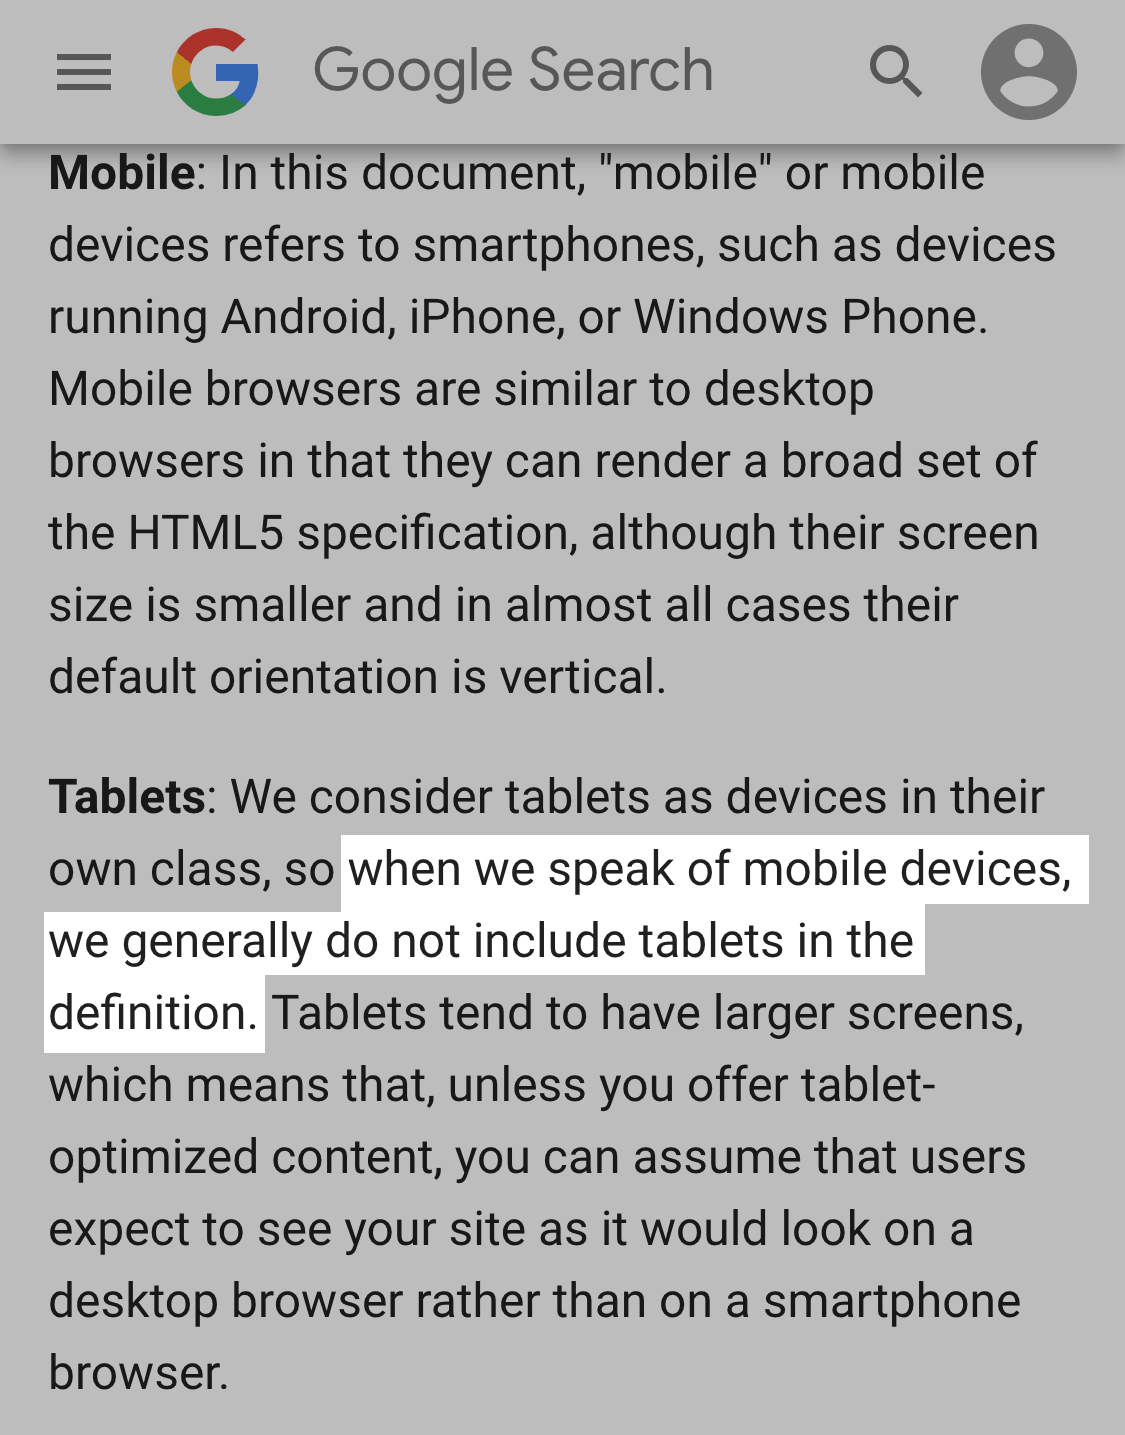 Google Search
Mobile: In this document, "mobile" or mobile
devices refers to smartphones, such as devices
running Android, iPhone, or Windows Phone.
Mobile browsers are similar to desktop
browsers in that they can render a broad set of
the HTML5 specification, although their screen
size is smaller and in almost all cases their
default orientation is vertical.
Tablets: We consider tablets as devices in their
own class, so when we speak of mobile devices,
we generally do not include tablets in the
definition. Tablets tend to have larger screens,
which means that, unless you offer tablet-
optimized content, you can assume that users
expect to see your site as it would look on a
desktop browser rather than on a smartphone
browser.